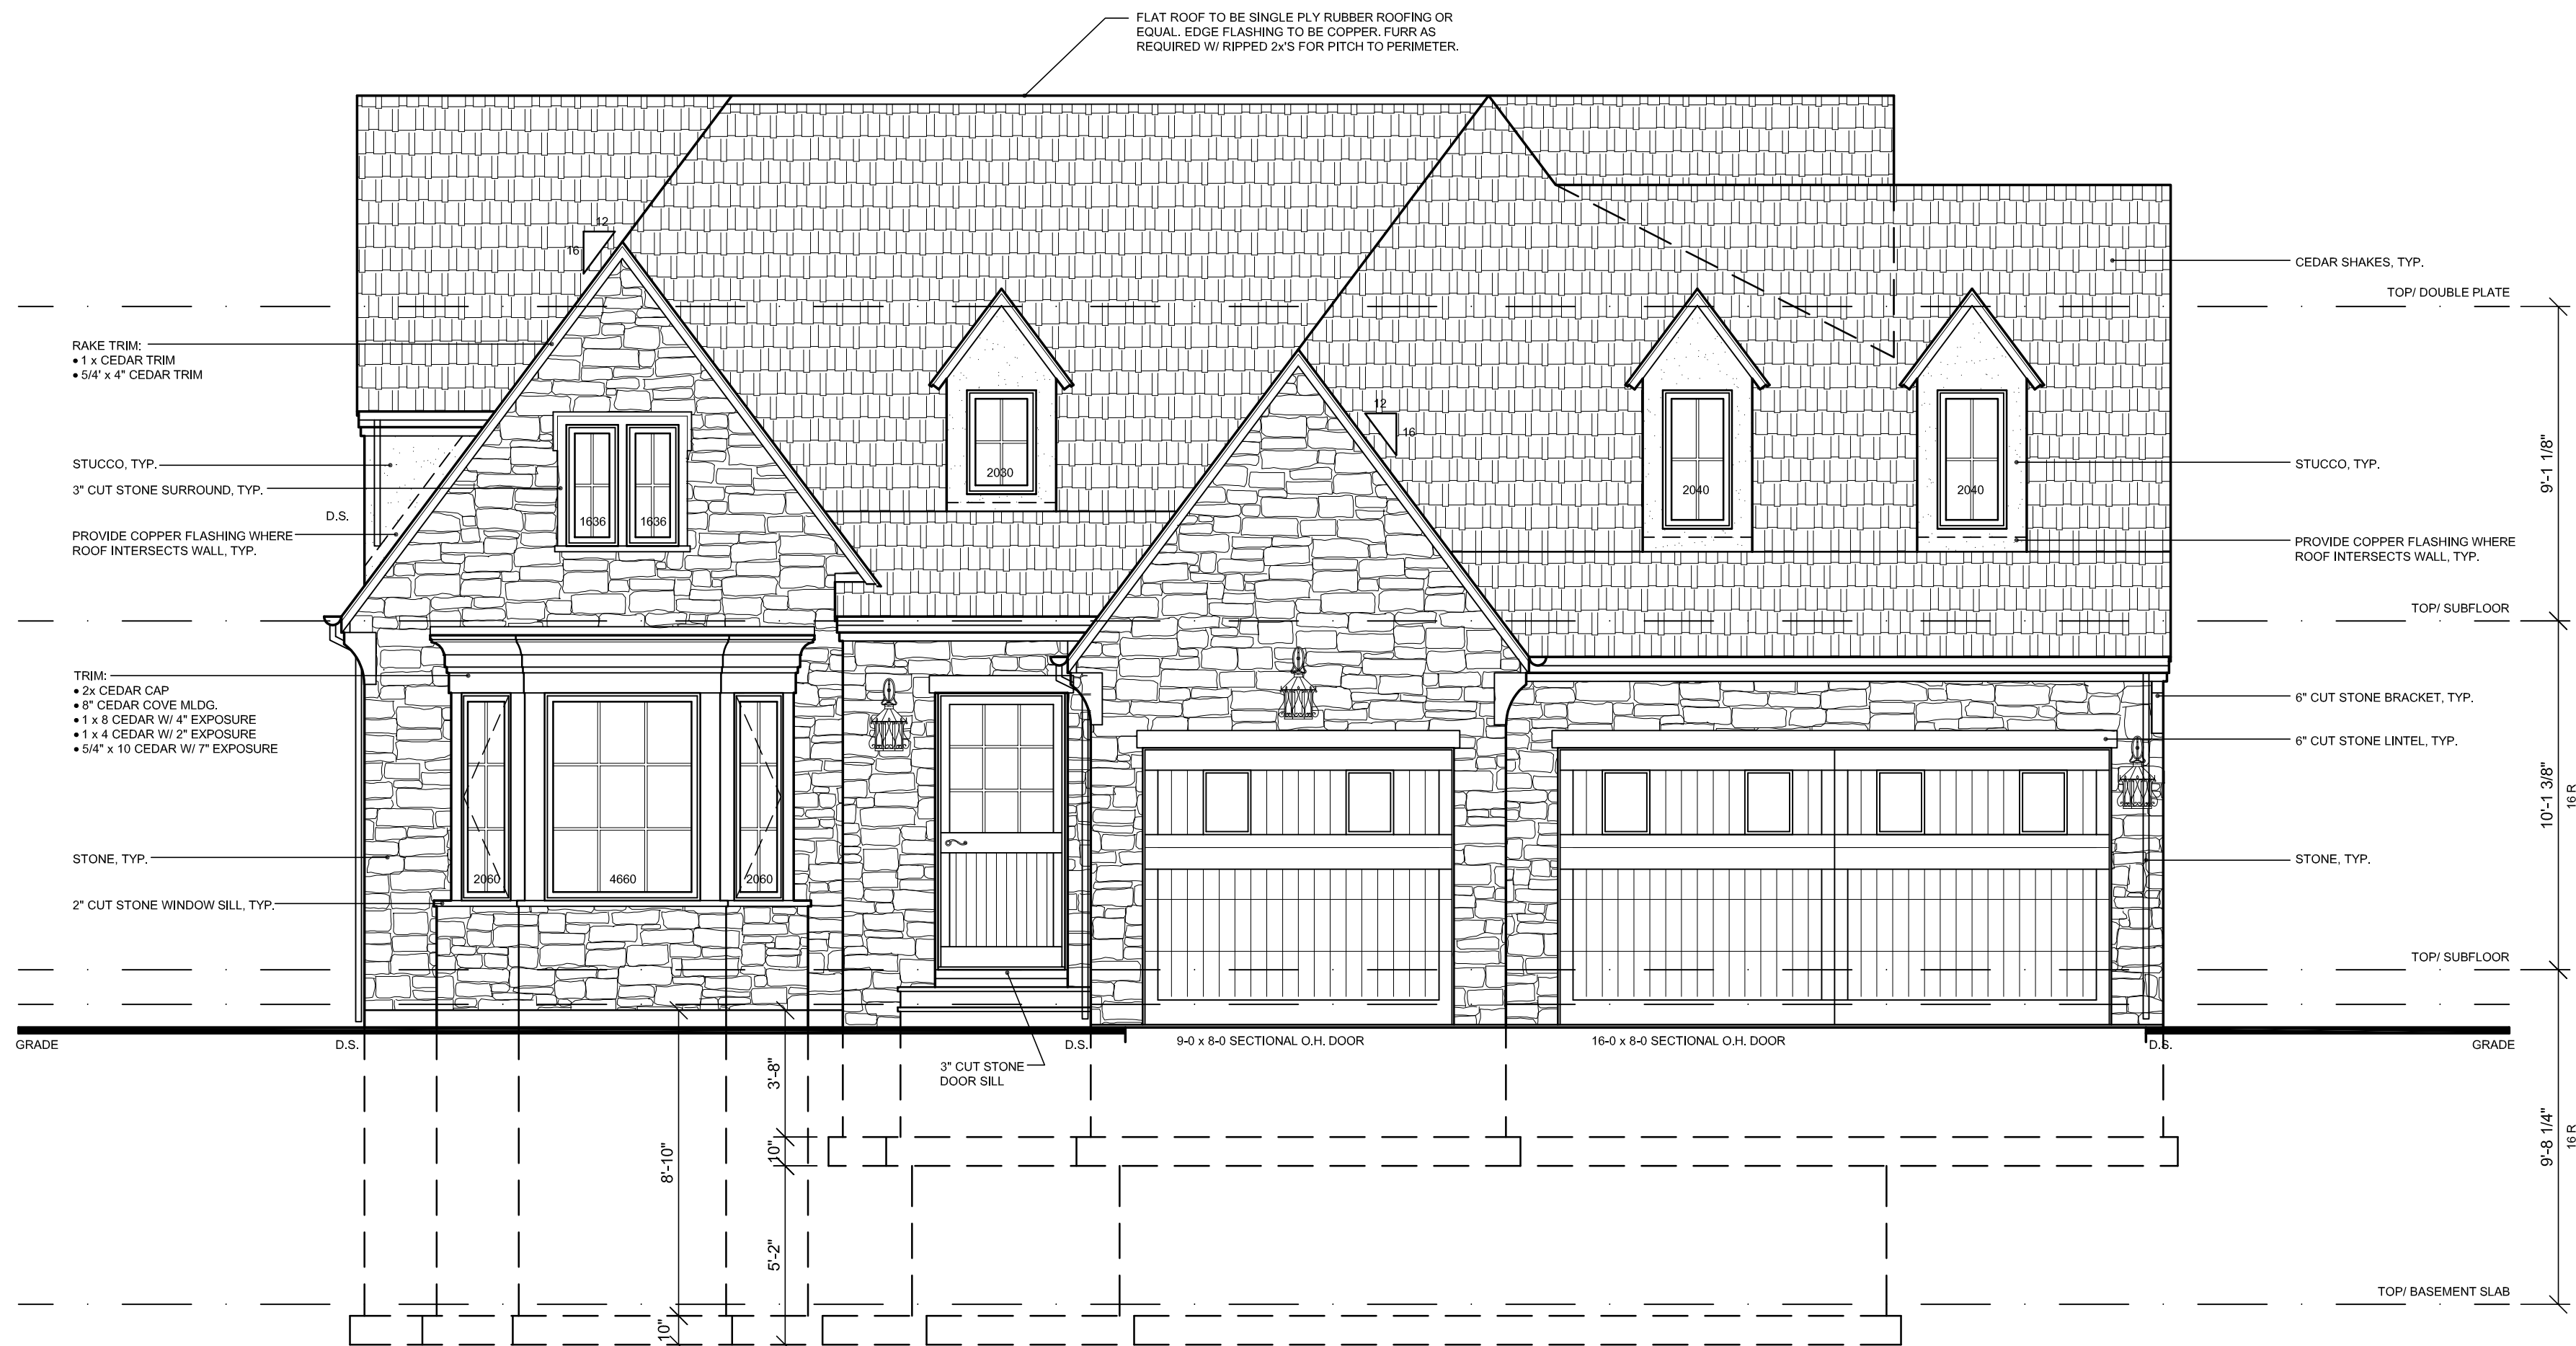 FLAT ROOF TO BE SINGLE PLY RUBBER ROOFING OR
EQUAL. EDGE FLASHING TO BE COPPER. FURR AS
REQUIRED W/ RIPPED 2x'S FOR PITCH TO PERIMETER.
12
16
CEDAR SHAKES, TYP.
TOP/ DOUBLE PLATE
RAKE TRIM:
• 1 x CEDAR TRIM
• 5/4' x 4" CEDAR TRIM
12
16
STUCCO, TYP.
3" CUT STONE SURROUND, TYP.
D.S.
PROVIDE COPPER FLASHING WHERE
ROOF INTERSECTS WALL, TYP.
1636
1636
2030
2040
2040
STUCCO, TYP.
9'-1 1/8"
PROVIDE COPPER FLASHING WHERE
ROOF INTERSECTS WALL, TYP.
TOP/ SUBFLOOR
TRIM:
• 2x CEDAR CAP
• 8" CEDAR COVE MLDG.
• 1 x 8 CEDAR W/ 4" EXPOSURE
• 1 x 4 CEDAR W/ 2" EXPOSURE
• 5/4" x 10 CEDAR W/ 7" EXPOSURE
6" CUT STONE BRACKET, TYP.
6" CUT STONE LINTEL, TYP.
10'-1 3/8"
16 R
STONE, TYP.
STONE, TYP.
2060
4660
2060
2" CUT STONE WINDOW SILL, TYP.
TOP/ SUBFLOOR
GRADE
D.S.
D.S.
9-0 x 8-0 SECTIONAL O.H. DOOR
16-0 x 8-0 SECTIONAL O.H. DOOR
D.S.
GRADE
3" CUT STONE
DOOR SILL
3'-8"
10"
8'-10"
5'-2"
10"
9'-8 1/4"
16 R
TOP/ BASEMENT SLAB